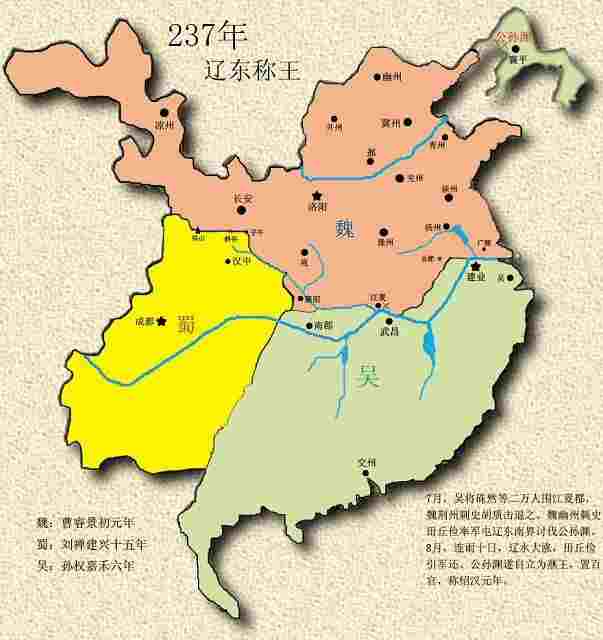 237年
辽东称王
公孙渊
襄平
幽州
并州
冀州
青州
凉州
邺
兖州
徐州
长安
洛阳
魏
豫州
扬州
广陵
祁山
斜谷
子午
汉中
宛
合肥
建业
吴
襄阳
江夏
成都
蜀
南郡
武昌
吴
交州
魏：曹睿景初元年
蜀：刘禅建兴十五年
吴：孙权嘉禾六年
7月，吴将朱然等二万人围江夏郡，
魏荆州刺史胡质击退之。魏幽州刺史
毌丘俭率军屯辽东南界讨伐公孙渊。
8月，连雨十日，辽水大涨，毌丘俭
引军还。公孙渊遂自立为燕王，置百
官，称绍汉元年。